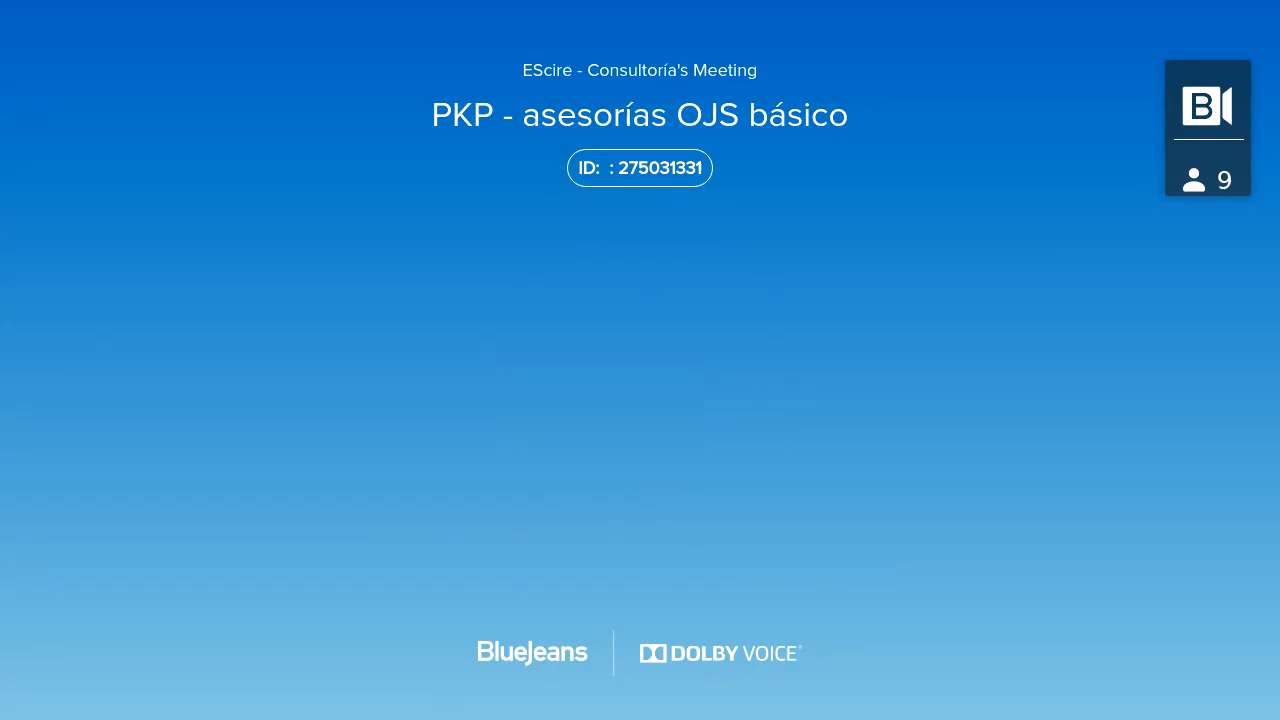 EScire - Consultoría's Meeting
PKP - asesorías OJS básico
ID:  : 275031331
B
9
BlueJeans
DOLBY VOICE